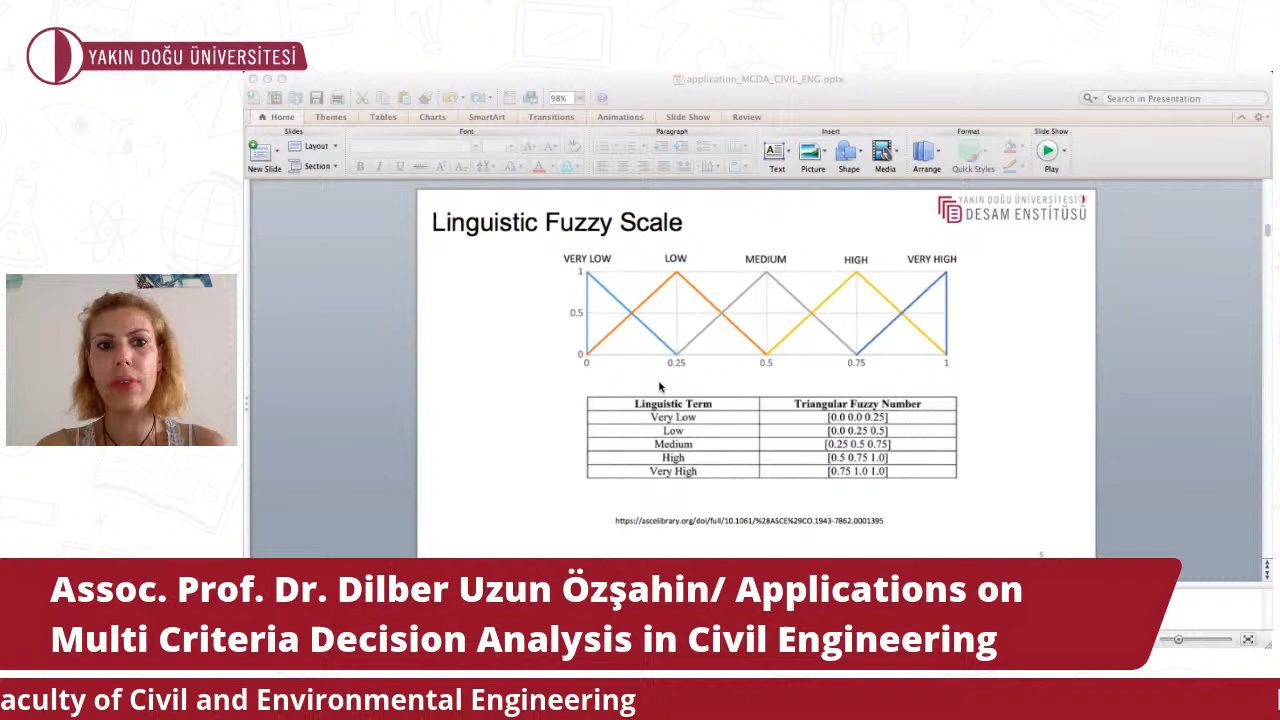 YAKIN DOĞU ÜNİVERSİTESİ
application_MCDA_CIVIL_ENG.pptx
98%
Search in Presentation
Home Themes Tables Charts SmartArt Transitions Animations Slide Show Review
Slides Font Paragraph Insert Format Slide Show
New Slide Layout Section Text Picture Shape Media Arrange Quick Styles Play
YAKIN DOĞU ÜNİVERSİTESİ
DESAM ENSTİTÜSÜ
Linguistic Fuzzy Scale
VERY LOW LOW MEDIUM HIGH VERY HIGH
1
0.5
0
0 0.25 0.5 0.75 1
Linguistic Term Triangular Fuzzy Number
Very Low [0.0 0.0 0.25]
Low [0.0 0.25 0.5]
Medium [0.25 0.5 0.75]
High [0.5 0.75 1.0]
Very High [0.75 1.0 1.0]
https://ascelibrary.org/doi/full/10.1061/%28ASCE%29CO.1943-7862.0001395
5
Assoc. Prof. Dr. Dilber Uzun Özşahin/ Applications on
Multi Criteria Decision Analysis in Civil Engineering
aculty of Civil and Environmental Engineering